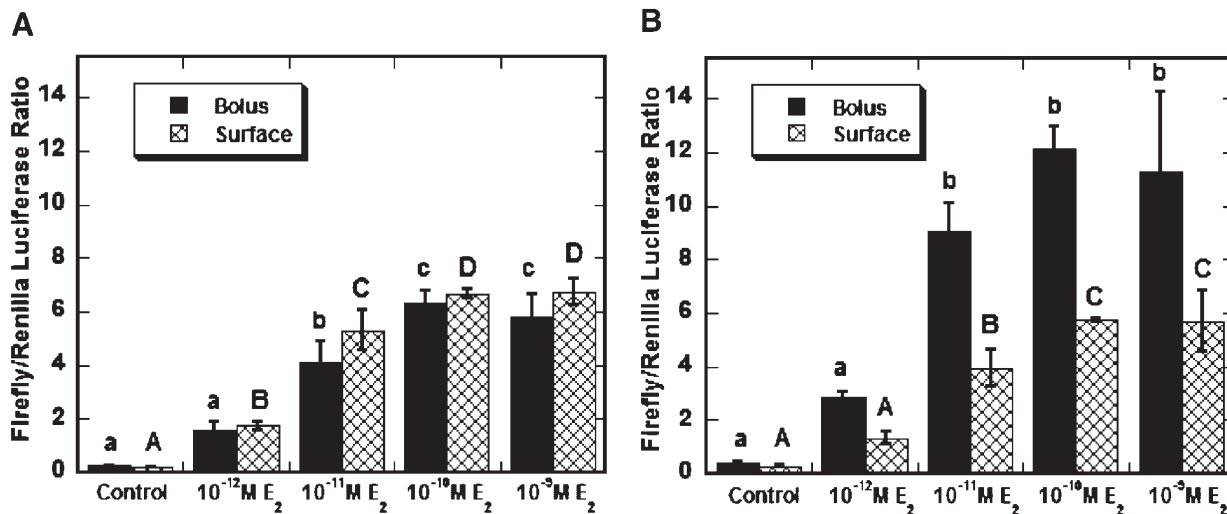 A
Firefly/Renilla Luciferase Ratio
14
12
10
8
6
4
2
0
Bolus
Surface
a
A
a
B
b
C
c
D
c
D
Control
10⁻¹²M E₂
10⁻¹¹M E₂
10⁻¹⁰M E₂
10⁻⁹M E₂
B
Firefly/Renilla Luciferase Ratio
14
12
10
8
6
4
2
0
Bolus
Surface
a
A
a
A
b
B
b
C
b
C
Control
10⁻¹²M E₂
10⁻¹¹M E₂
10⁻¹⁰M E₂
10⁻⁹M E₂